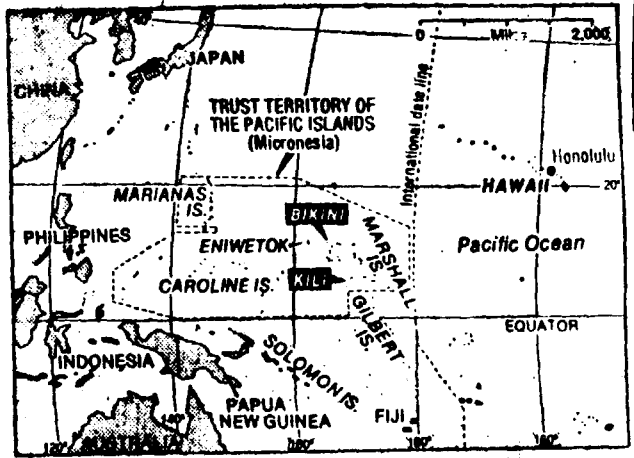 0 MILES 2,000
JAPAN
CHINA
TRUST TERRITORY OF
THE PACIFIC ISLANDS
(Micronesia)
International date line
Honolulu
HAWAII
20°
MARIANAS
IS.
BIKINI
PHILIPPINES
ENIWETOK
MARSHALL
IS.
Pacific Ocean
CAROLINE IS.
KILI
GILBERT
IS.
EQUATOR
INDONESIA
SOLOMON IS.
PAPUA
NEW GUINEA
FIJI
AUSTRALIA
120°
140°
160°
180°
160°